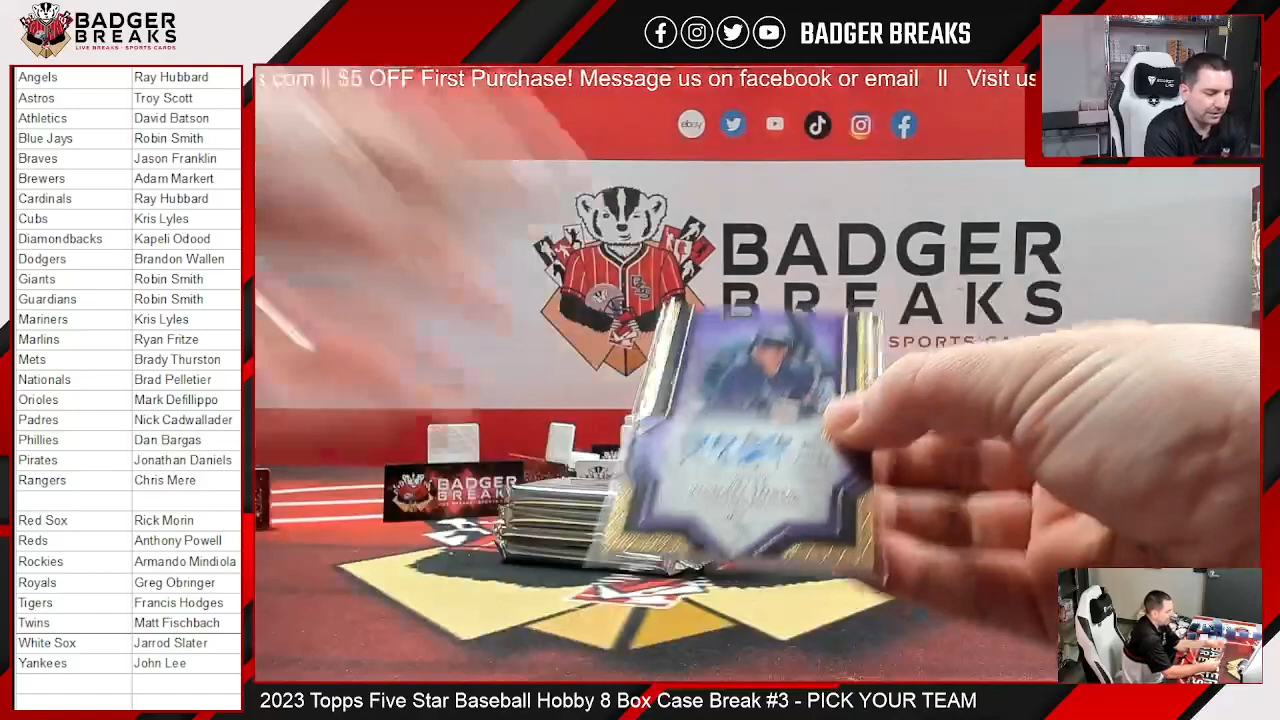 BADGER
BREAKS
LIVE BREAKS · SPORTS CARDS
BADGER BREAKS
s.com ll $5 OFF First Purchase! Message us on facebook or email ll Visit us
ebay
Angels Ray Hubbard
Astros Troy Scott
Athletics David Batson
Blue Jays Robin Smith
Braves Jason Franklin
Brewers Adam Markert
Cardinals Ray Hubbard
Cubs Kris Lyles
Diamondbacks Kapeli Odood
Dodgers Brandon Wallen
Giants Robin Smith
Guardians Robin Smith
Mariners Kris Lyles
Marlins Ryan Fritze
Mets Brady Thurston
Nationals Brad Pelletier
Orioles Mark Defillippo
Padres Nick Cadwallader
Phillies Dan Bargas
Pirates Jonathan Daniels
Rangers Chris Mere
Red Sox Rick Morin
Reds Anthony Powell
Rockies Armando Mindiola
Royals Greg Obringer
Tigers Francis Hodges
Twins Matt Fischbach
White Sox Jarrod Slater
Yankees John Lee
BADGER
BREAKS
SPORTS
BADGER
BREAKS
2023 Topps Five Star Baseball Hobby 8 Box Case Break #3 - PICK YOUR TEAM